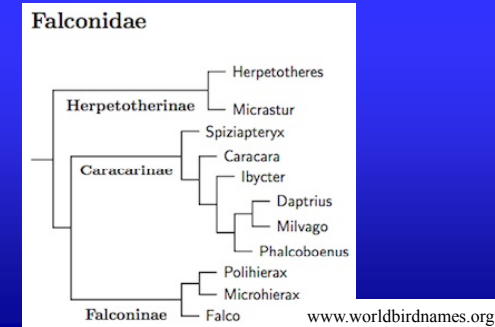 Falconidae
Herpetotheres
Herpetotherinae
Micrastur
Spiziapteryx
Caracara
Caracarinae
Ibycter
Daptrius
Milvago
Phalcoboenus
Polihierax
Microhierax
Falconinae
Falco
www.worldbirdnames.org